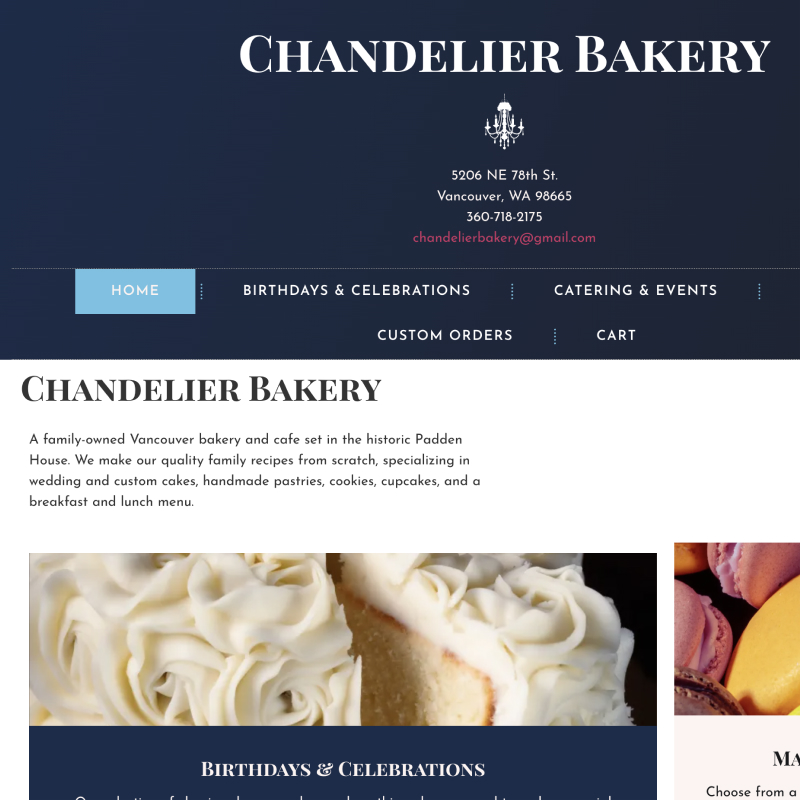 Chandelier Bakery
5206 NE 78th St.
Vancouver, WA 98665
360-718-2175
chandelierbakery@gmail.com
HOME
BIRTHDAYS & CELEBRATIONS
CATERING & EVENTS
CUSTOM ORDERS
CART
Chandelier Bakery
A family-owned Vancouver bakery and cafe set in the historic Padden
House. We make our quality family recipes from scratch, specializing in
wedding and custom cakes, handmade pastries, cookies, cupcakes, and a
breakfast and lunch menu.
Birthdays & Celebrations
Ma
Choose from a